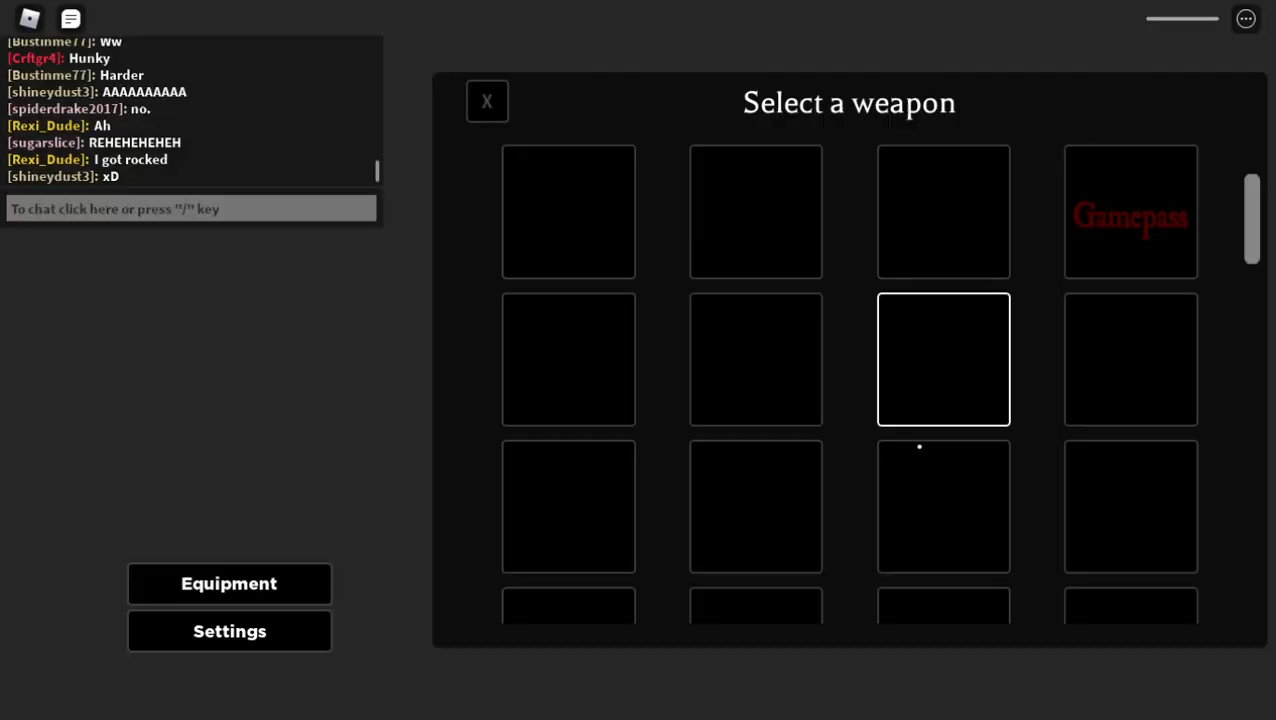 [Bustinme77]: Ww
[Crftgr4]: Hunky
[Bustinme77]: Harder
[shineydust3]: AAAAAAAAAA
[spiderdrake2017]: no.
[Rexi_Dude]: Ah
[sugarslice]: REHEHEHEHEH
[Rexi_Dude]: I got rocked
[shineydust3]: xD
To chat click here or press "/" key
X
Select a weapon
Gamepass
Equipment
Settings